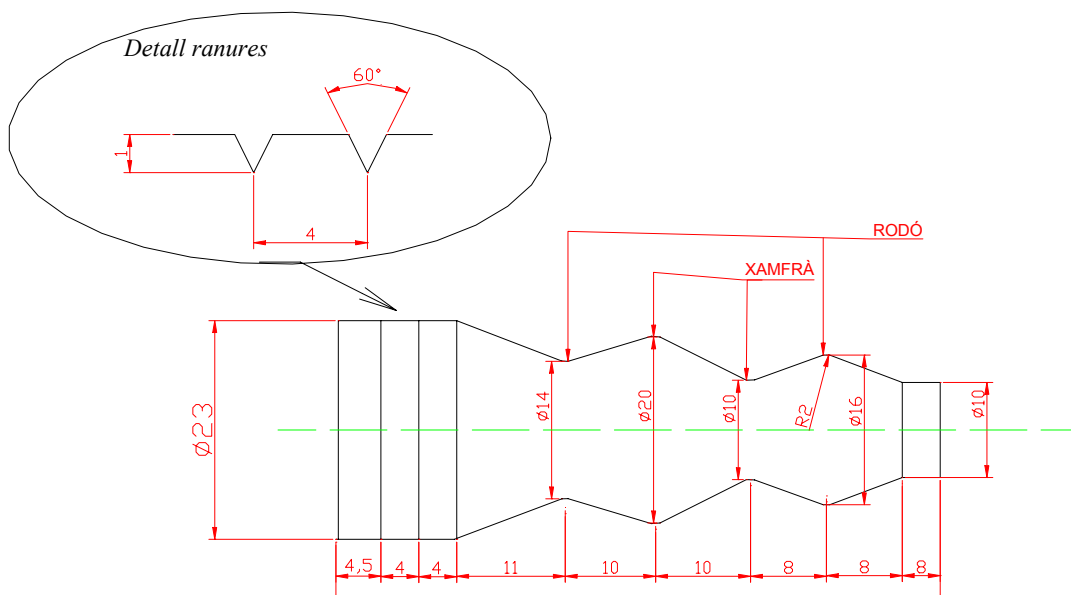 Detall ranures
60°
1
4
RODÓ
XAMFRÀ
Ø23
Ø14
Ø20
Ø10
R2
Ø16
Ø10
4,5
4
4
11
10
10
8
8
8